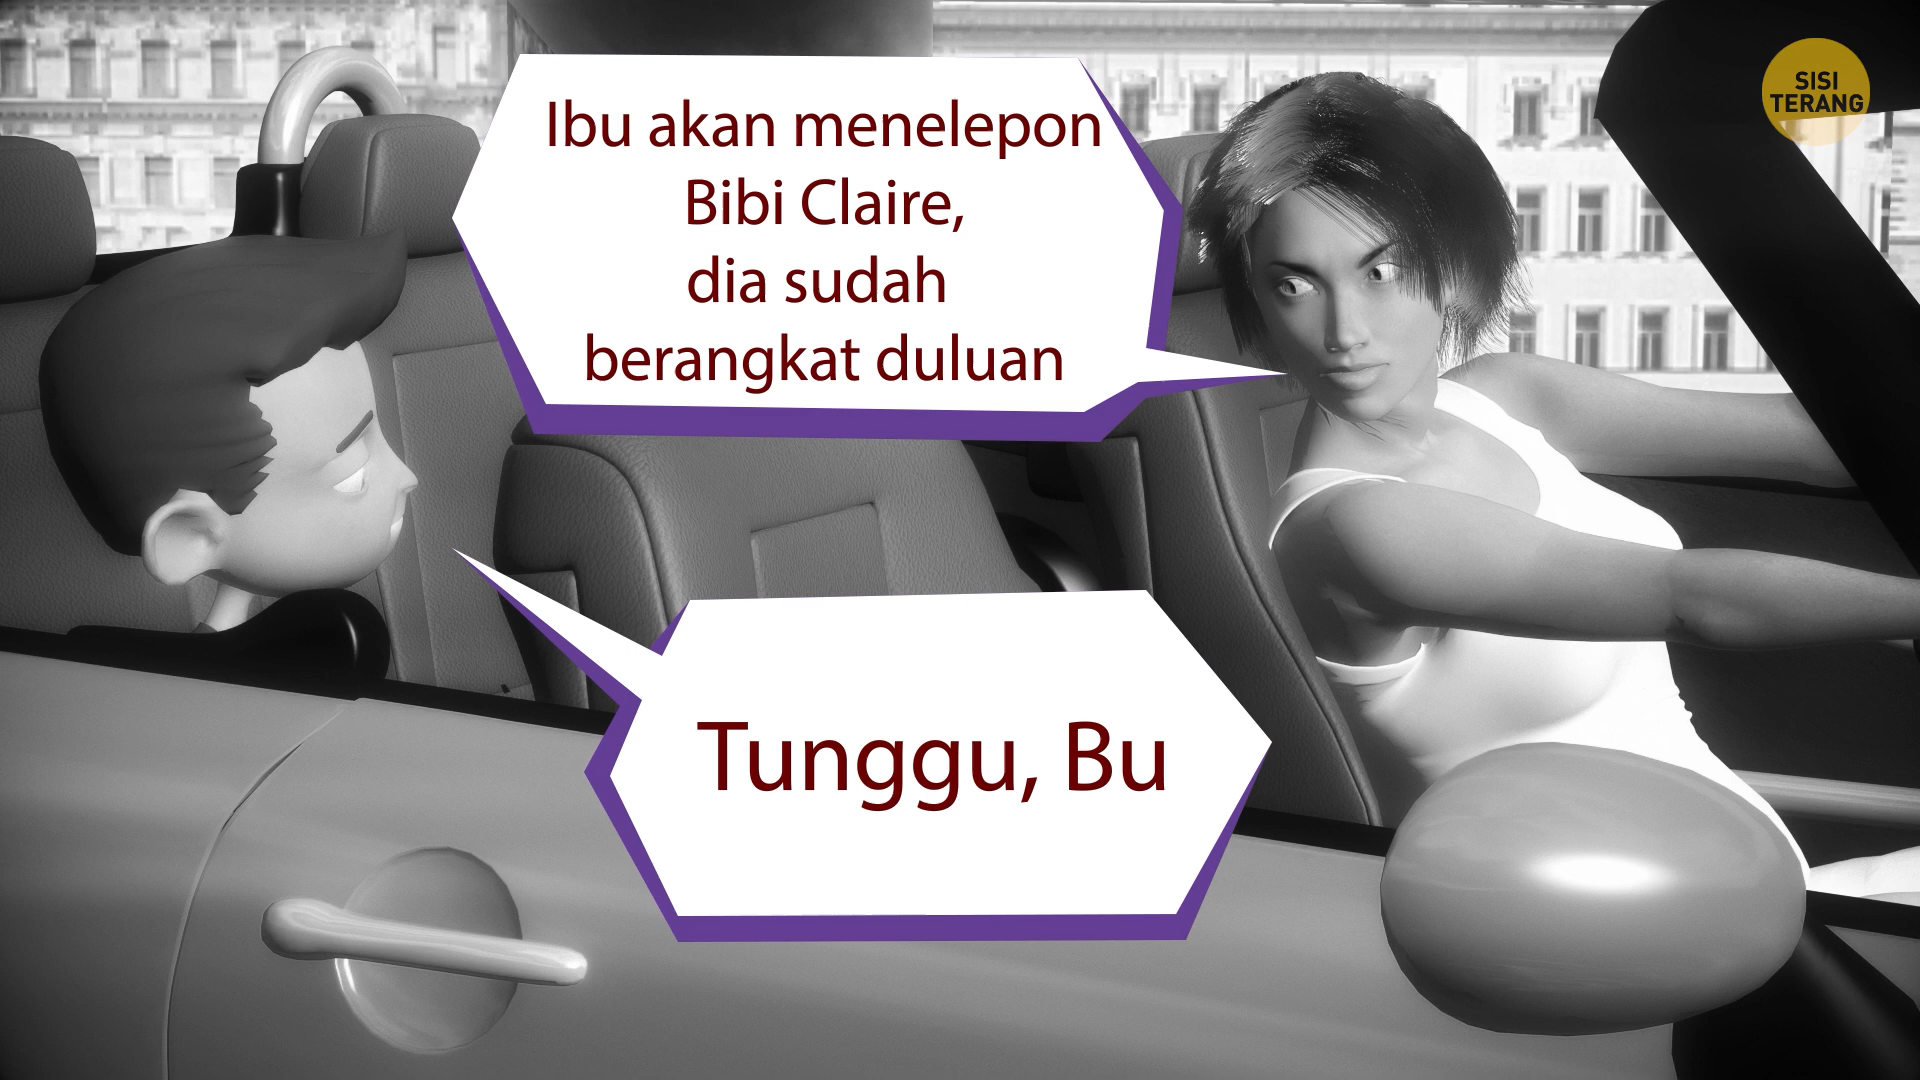 SISI
TERANG
Ibu akan menelepon
Bibi Claire,
dia sudah
berangkat duluan
Tunggu, Bu